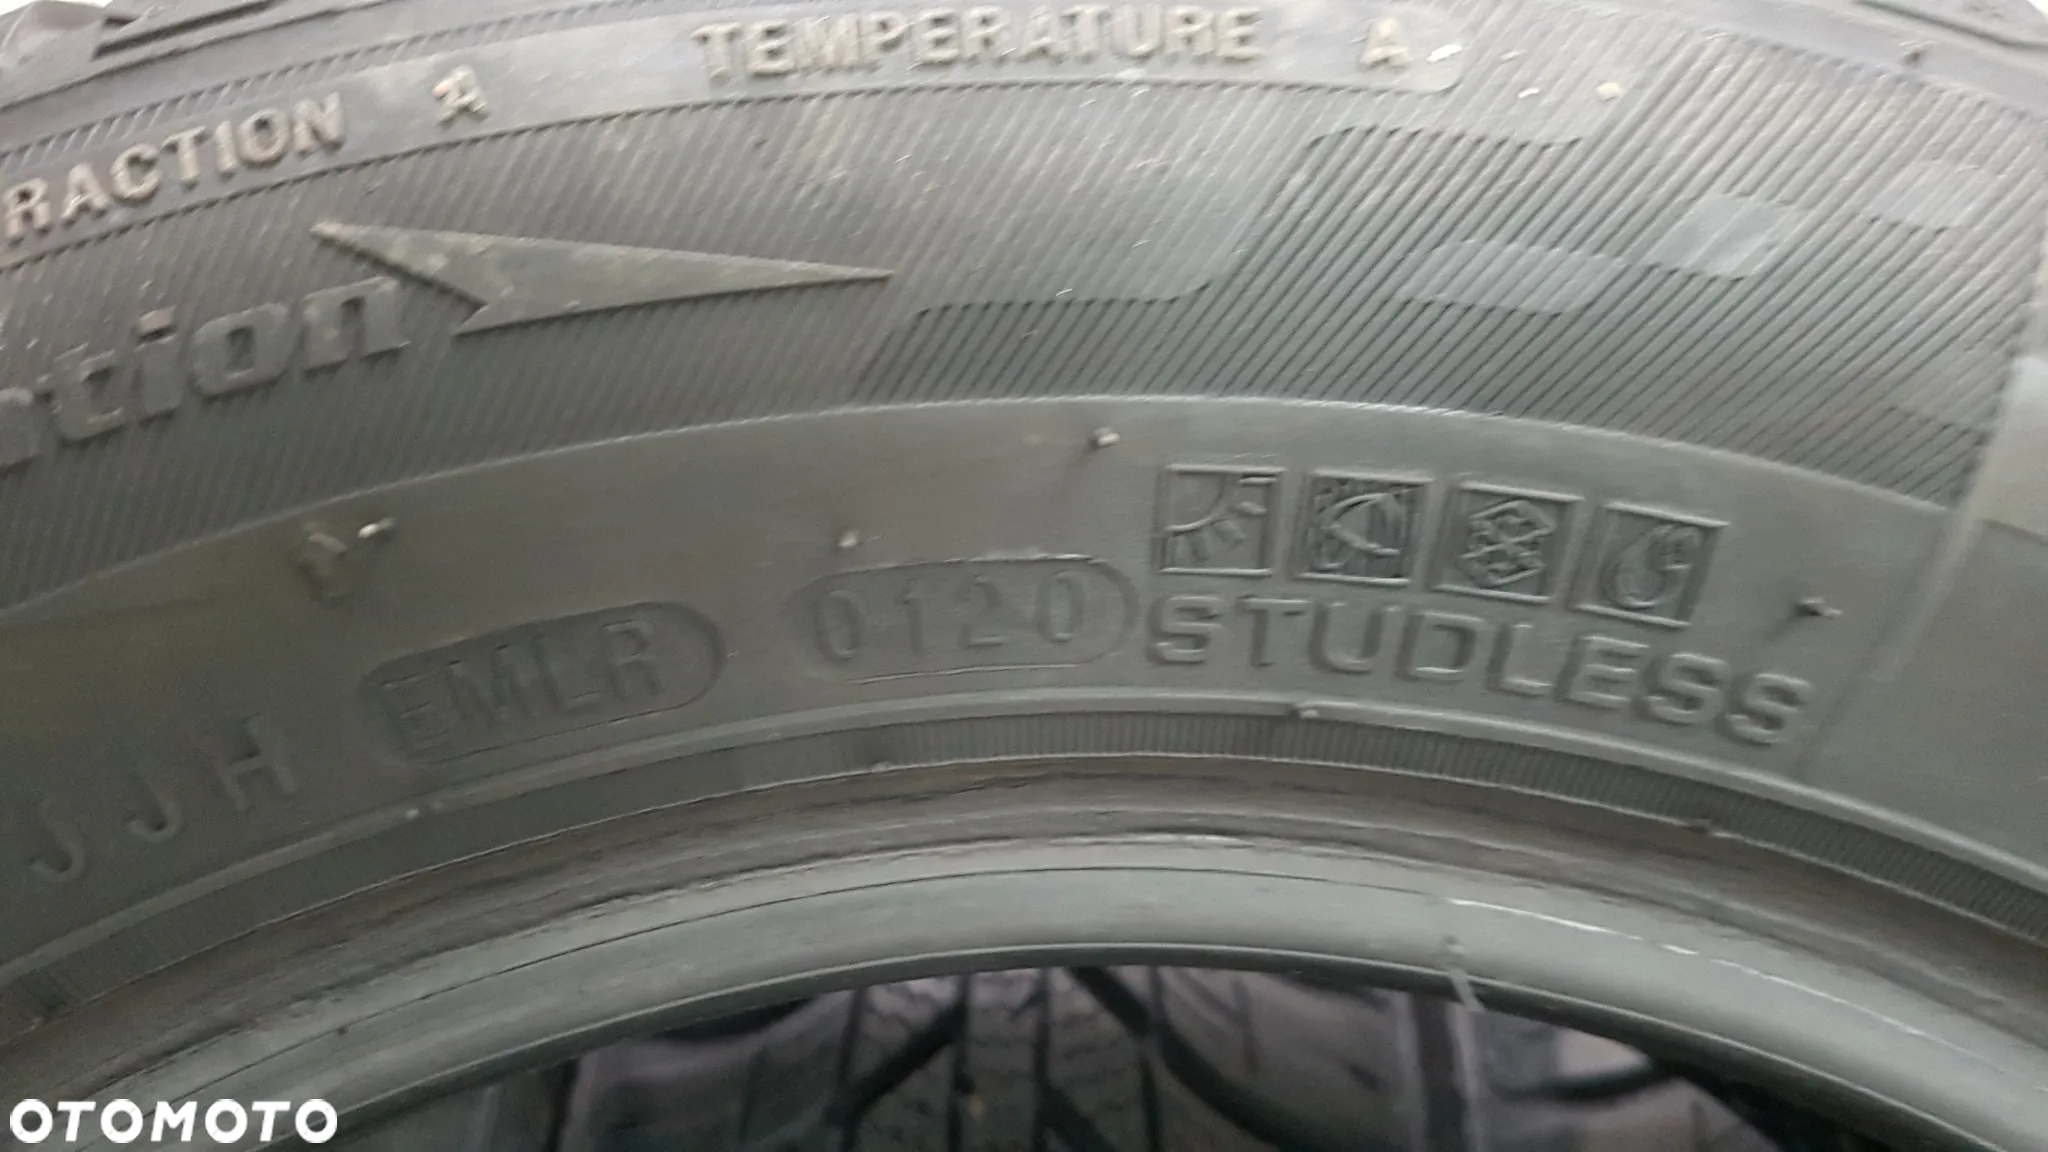 RACTION A TEMPERATURE A
tion
JJH EMLR 0120 STUDLESS
OTOMOTO